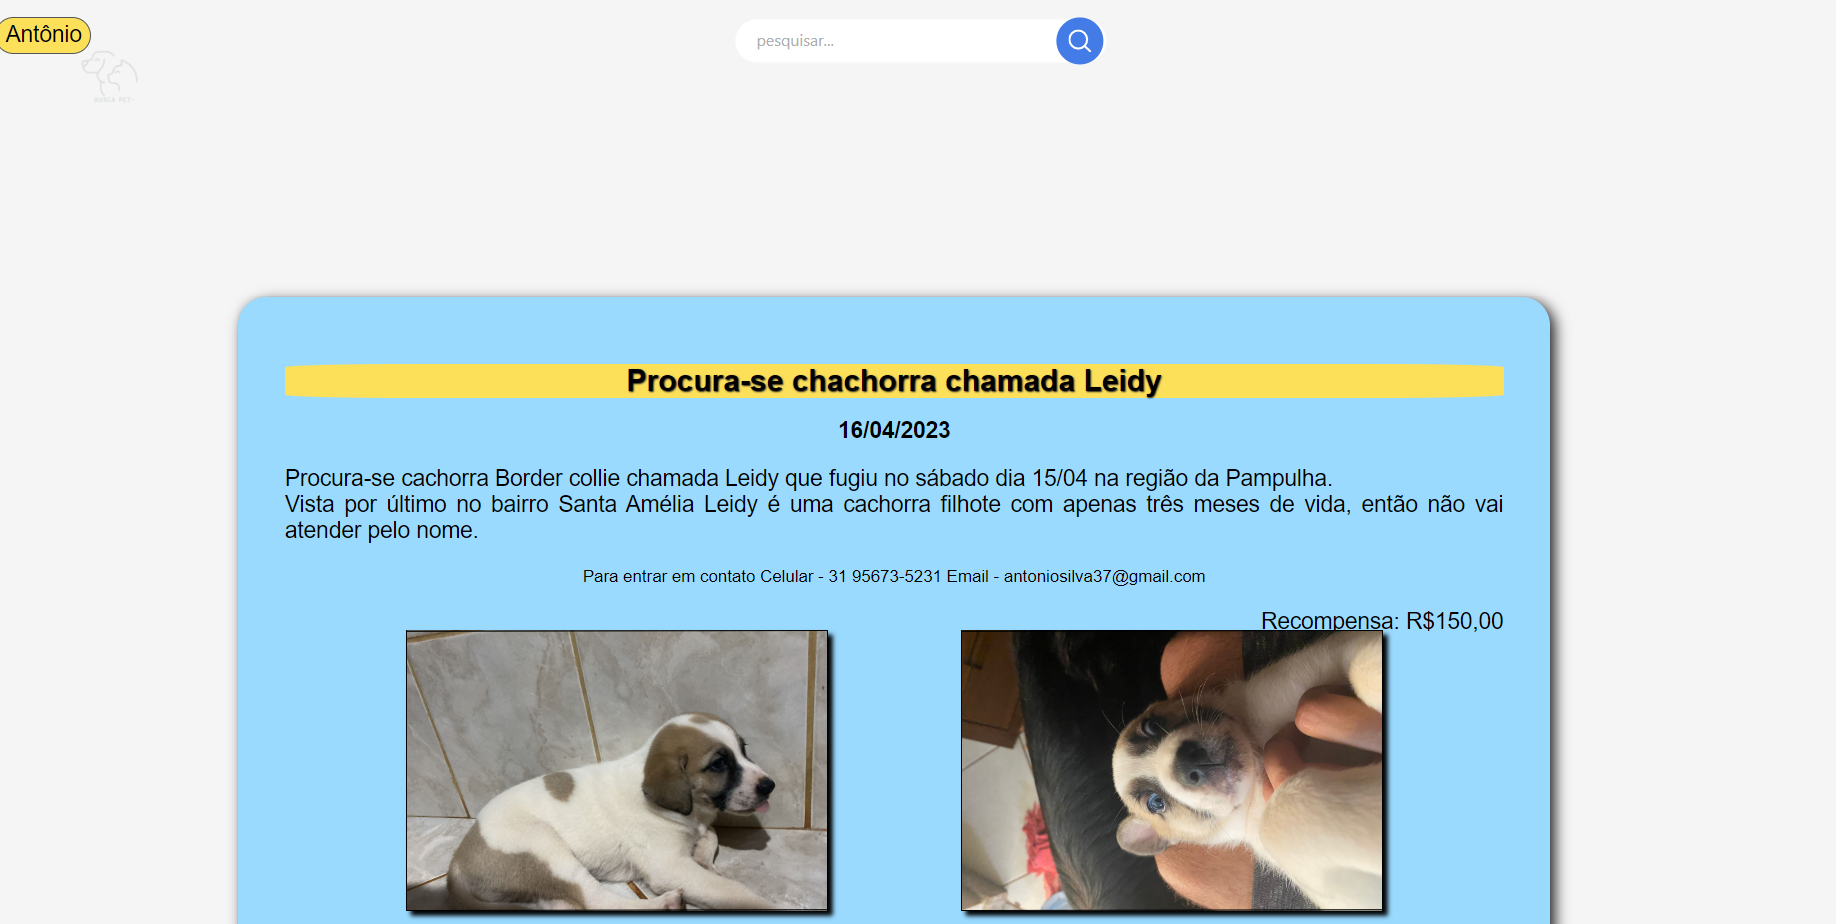 Antônio
pesquisar...
BUSCA PET
Procura-se chachorra chamada Leidy
16/04/2023
Procura-se cachorra Border collie chamada Leidy que fugiu no sábado dia 15/04 na região da Pampulha.
Vista por último no bairro Santa Amélia Leidy é uma cachorra filhote com apenas três meses de vida, então não vai
atender pelo nome.
Para entrar em contato Celular - 31 95673-5231 Email - antoniosilva37@gmail.com
Recompensa: R$150,00